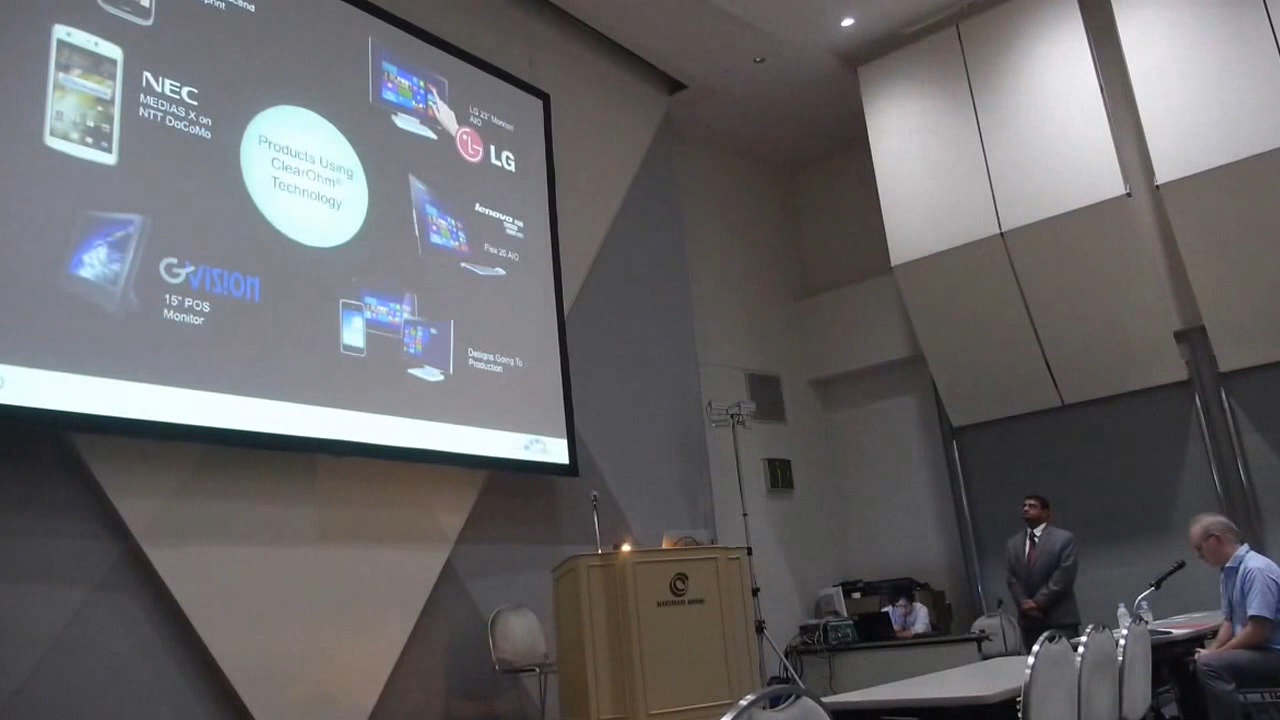 NEC
MEDIAS X on
NTT DoCoMo
Products Using
ClearOhm®
Technology
LG 23" Monitor/
AIO
LG
lenovo
Flex 20 AIO
GVISION
15" POS
Monitor
Designs Going To
Production